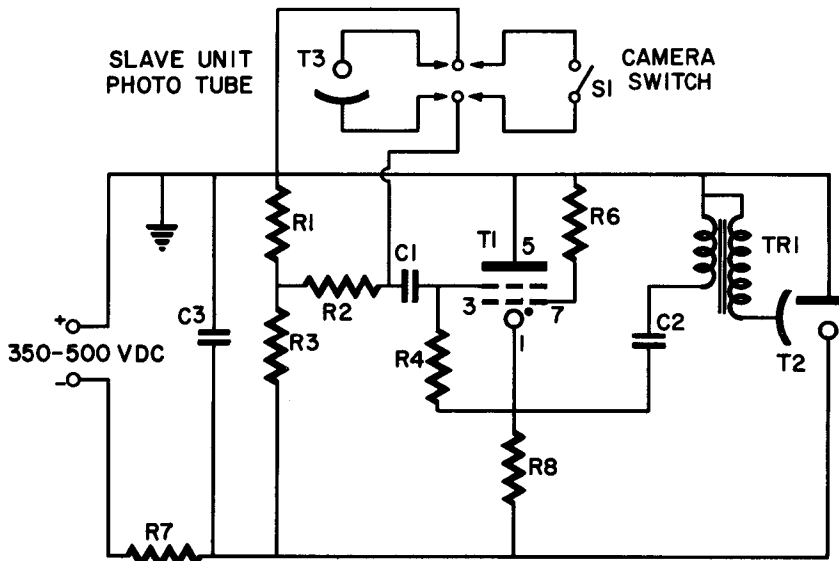 SLAVE UNIT
PHOTO TUBE
T3
CAMERA
SWITCH
S1
R1
R6
T1
5
TR1
C1
3
7
R2
C3
R3
C2
+
350-500 VDC
−
R4
1
T2
R8
R7